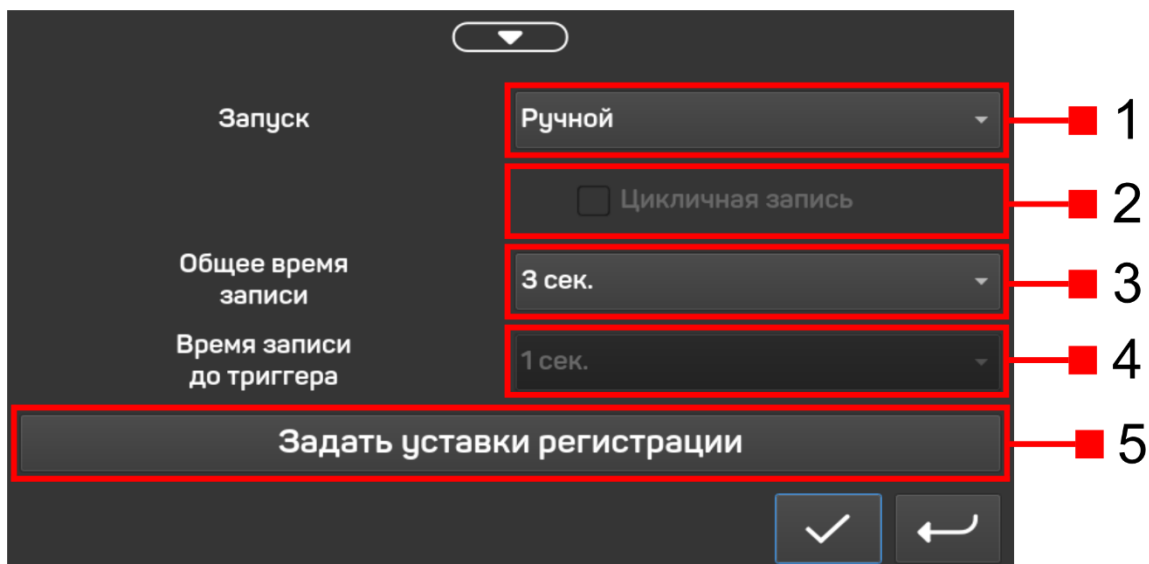 Запуск
Ручной
1
Цикличная запись
2
Общее время
записи
3 сек.
3
Время записи
до триггера
1 сек.
4
Задать уставки регистрации
5